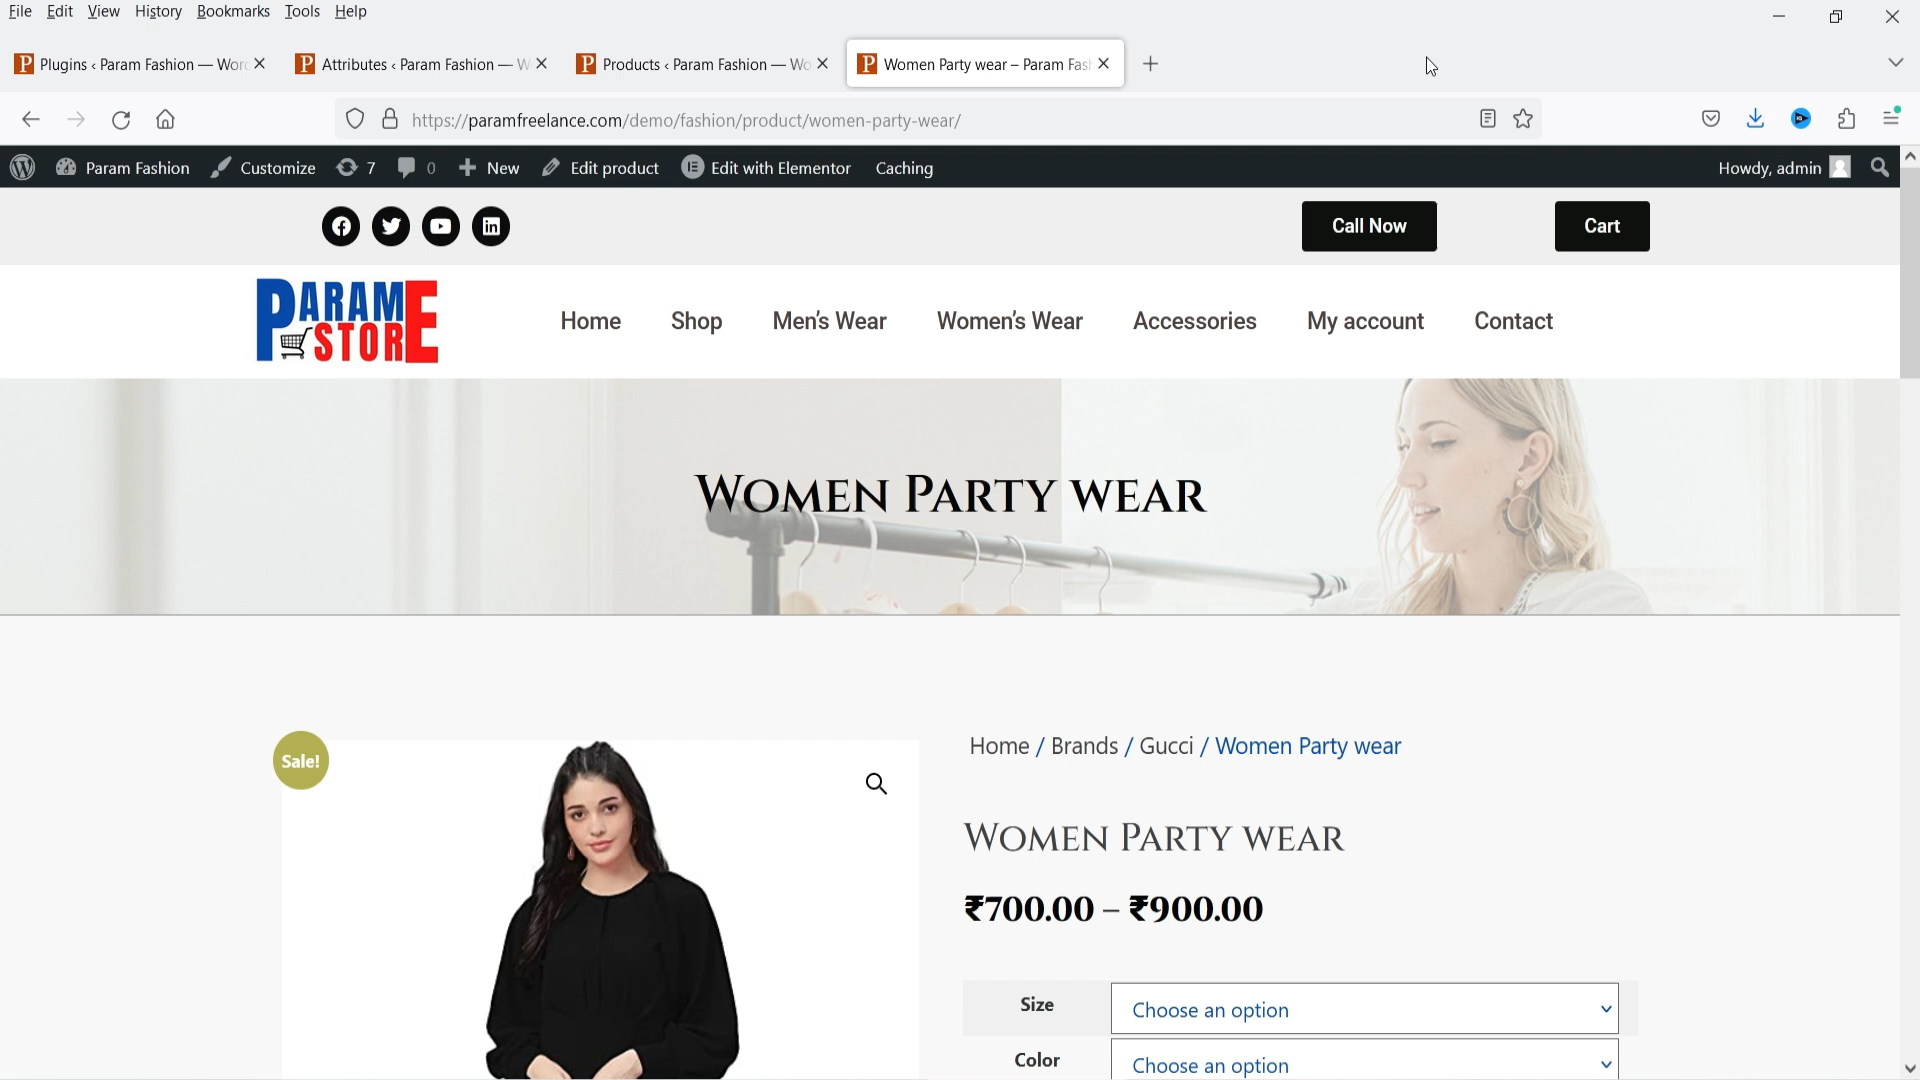 File Edit View History Bookmarks Tools Help
Plugins ‹ Param Fashion — Wor
Attributes ‹ Param Fashion — W
Products ‹ Param Fashion — Wo
Women Party wear – Param Fas
https://paramfreelance.com/demo/fashion/product/women-party-wear/
Param Fashion Customize 7 0 New Edit product Edit with Elementor Caching Howdy, admin
Call Now Cart
PARAM E STORE
Home Shop Men's Wear Women's Wear Accessories My account Contact
Women Party wear
Sale!
Home / Brands / Gucci / Women Party wear
Women Party wear
₹700.00 – ₹900.00
Size Choose an option
Color Choose an option